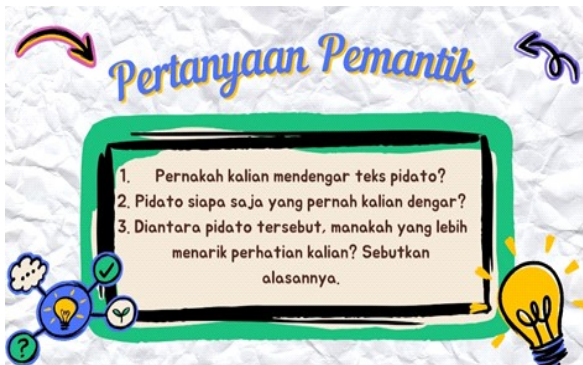 Pertanyaan Pemantik
1. Pernakah kalian mendengar teks pidato?
2. Pidato siapa saja yang pernah kalian dengar?
3. Diantara pidato tersebut, manakah yang lebih
menarik perhatian kalian? Sebutkan
alasannya.
?